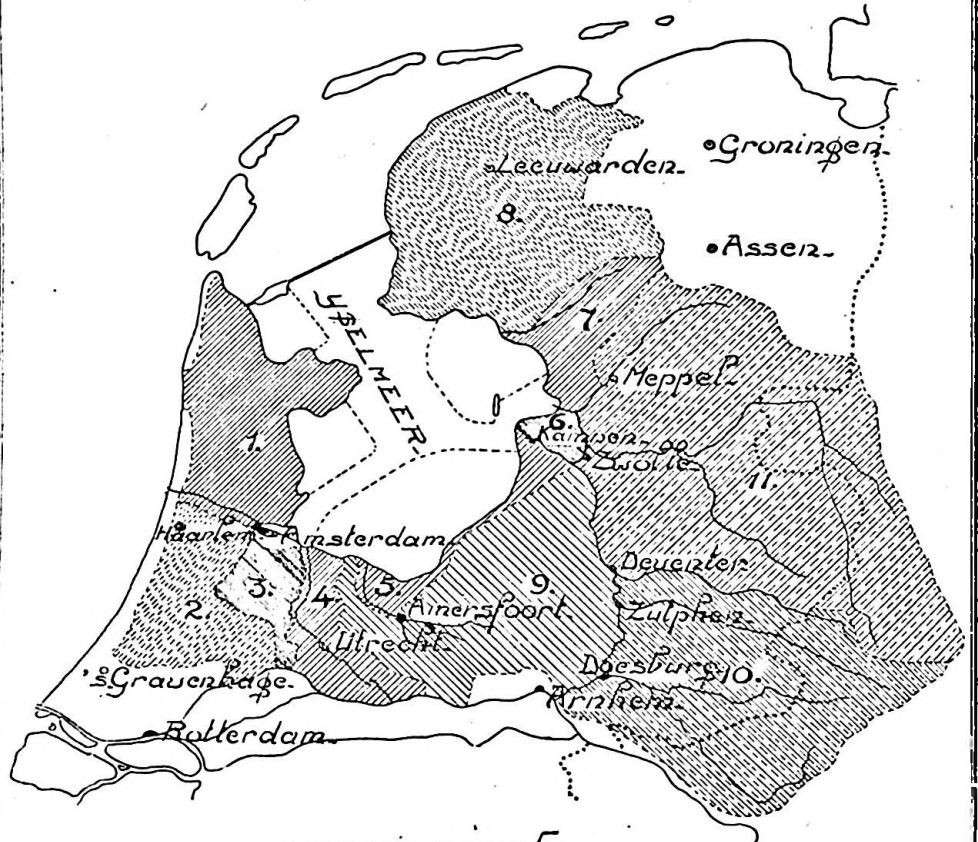 Groningen.
Leeuwarden.
8.
Assen.
YSELMEER
7.
Meppel.
1.
6.
Kampen.
Zwolle.
11.
Haarlem.
Amsterdam.
Deventer.
2.
3.
4.
5.
9.
Amersfoort.
Zutphen.
Utrecht.
Doesburg
10.
's Gravenhage.
Arnhem.
Rotterdam.